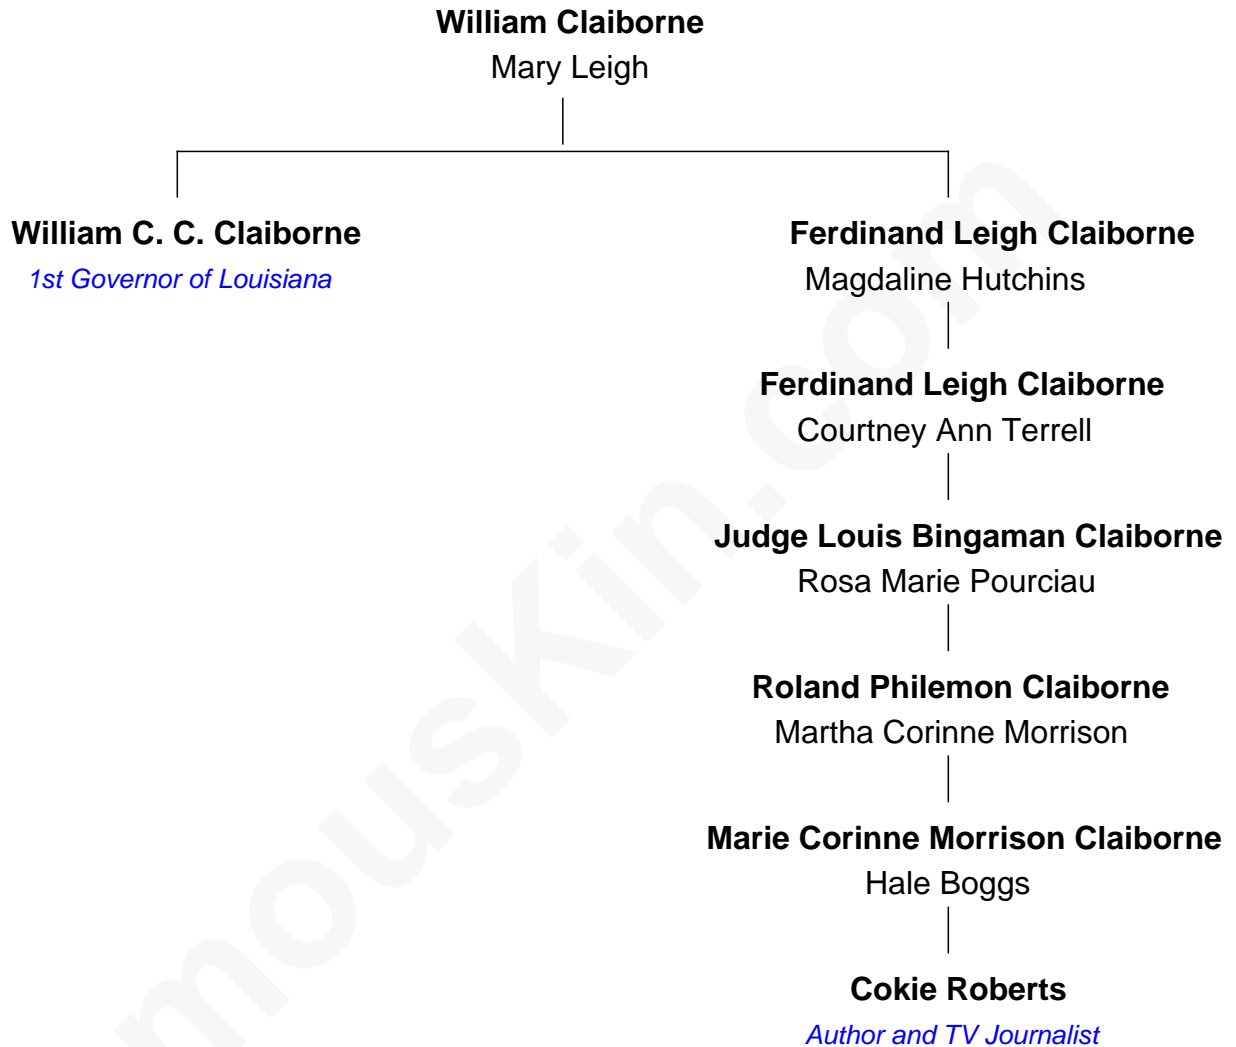 William Claiborne
Mary Leigh
William C. C. Claiborne
1st Governor of Louisiana
Ferdinand Leigh Claiborne
Magdaline Hutchins
Ferdinand Leigh Claiborne
Courtney Ann Terrell
Judge Louis Bingaman Claiborne
Rosa Marie Pourciau
Roland Philemon Claiborne
Martha Corinne Morrison
Marie Corinne Morrison Claiborne
Hale Boggs
Cokie Roberts
Author and TV Journalist
mousKin.com